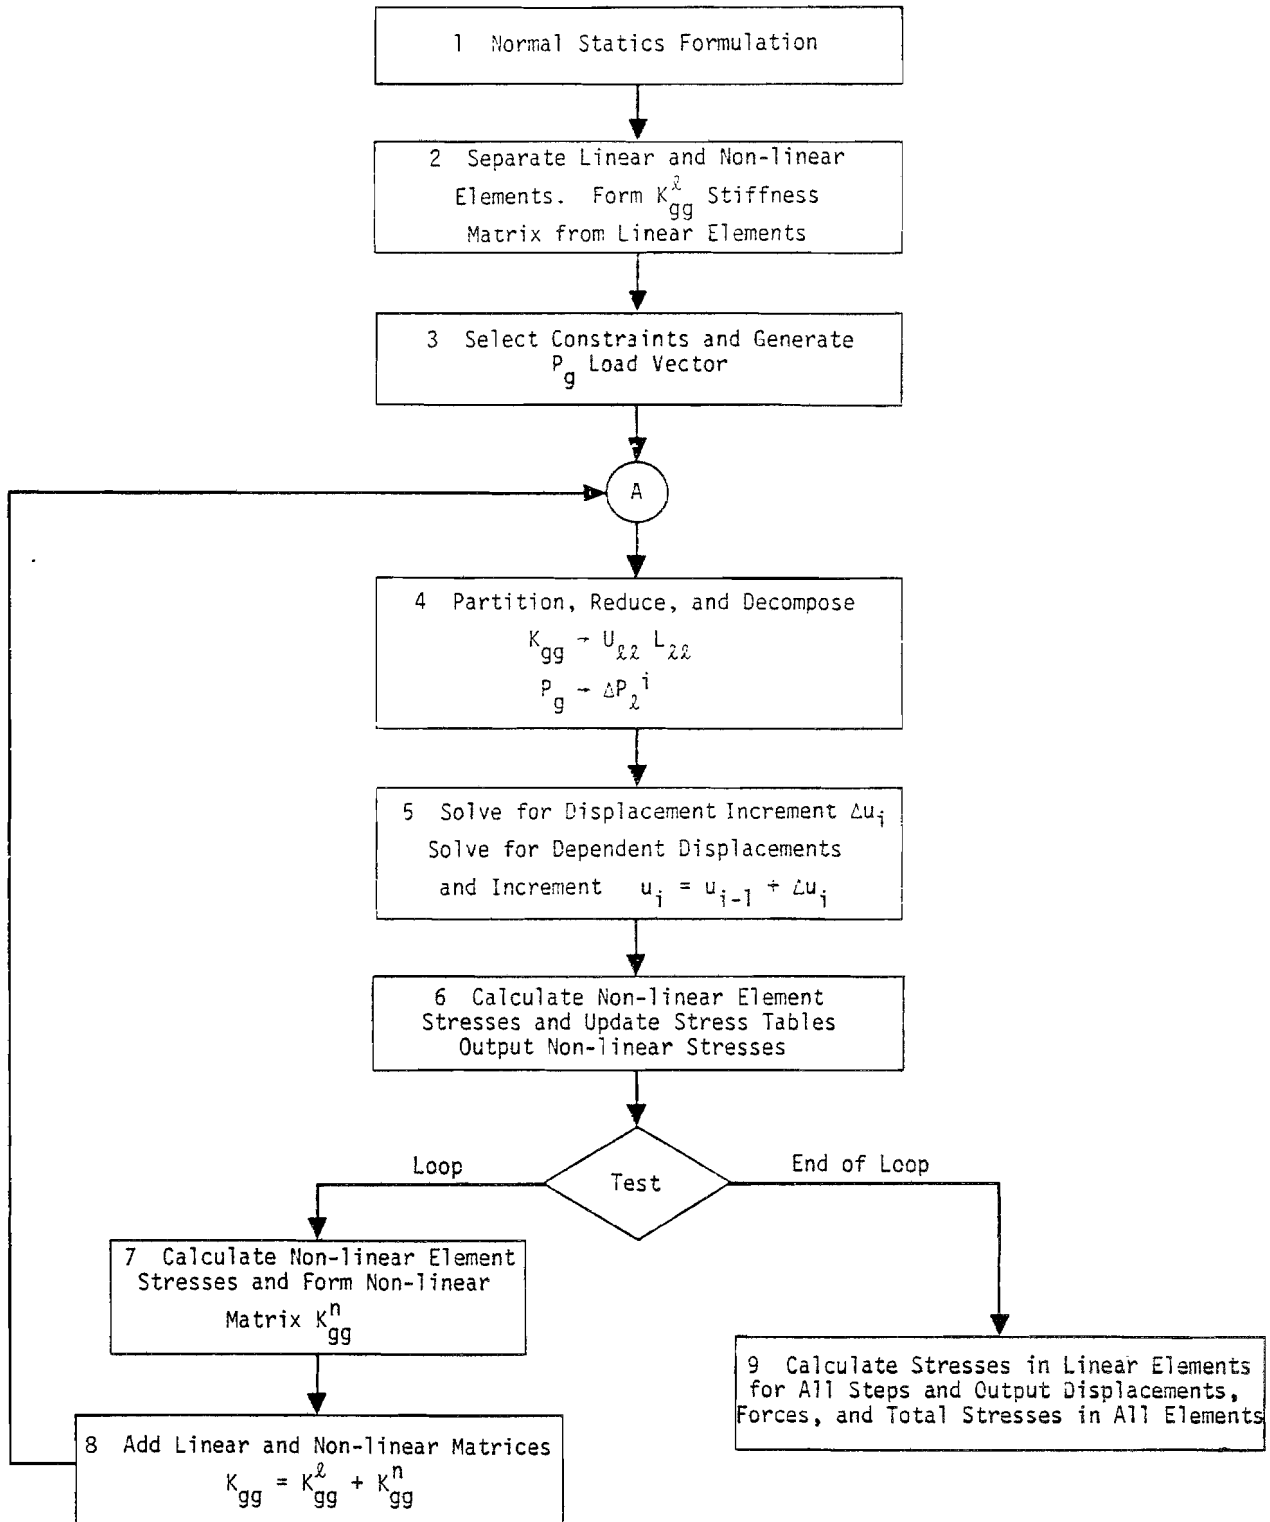 1 Normal Statics Formulation
2 Separate Linear and Non-linear
Elements. Form K^ℓ_gg Stiffness
Matrix from Linear Elements
3 Select Constraints and Generate
P_g Load Vector
A
4 Partition, Reduce, and Decompose
K_gg → U_ℓℓ L_ℓℓ
P_g → ΔP_ℓ^i
5 Solve for Displacement Increment Δu_i
Solve for Dependent Displacements
and Increment u_i = u_i-1 + Δu_i
6 Calculate Non-linear Element
Stresses and Update Stress Tables
Output Non-linear Stresses
Test
Loop
End of Loop
7 Calculate Non-linear Element
Stresses and Form Non-linear
Matrix K^n_gg
8 Add Linear and Non-linear Matrices
K_gg = K^ℓ_gg + K^n_gg
9 Calculate Stresses in Linear Elements
for All Steps and Output Displacements,
Forces, and Total Stresses in All Elements